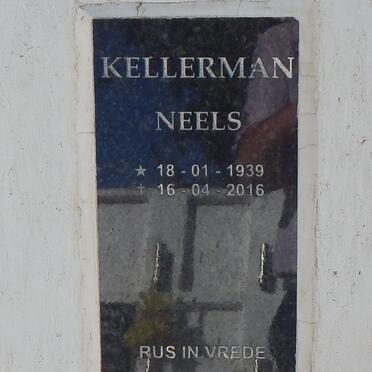 KELLERMAN
NEELS
★ 18 - 01 - 1939
† 16 - 04 - 2016
RUS IN VREDE